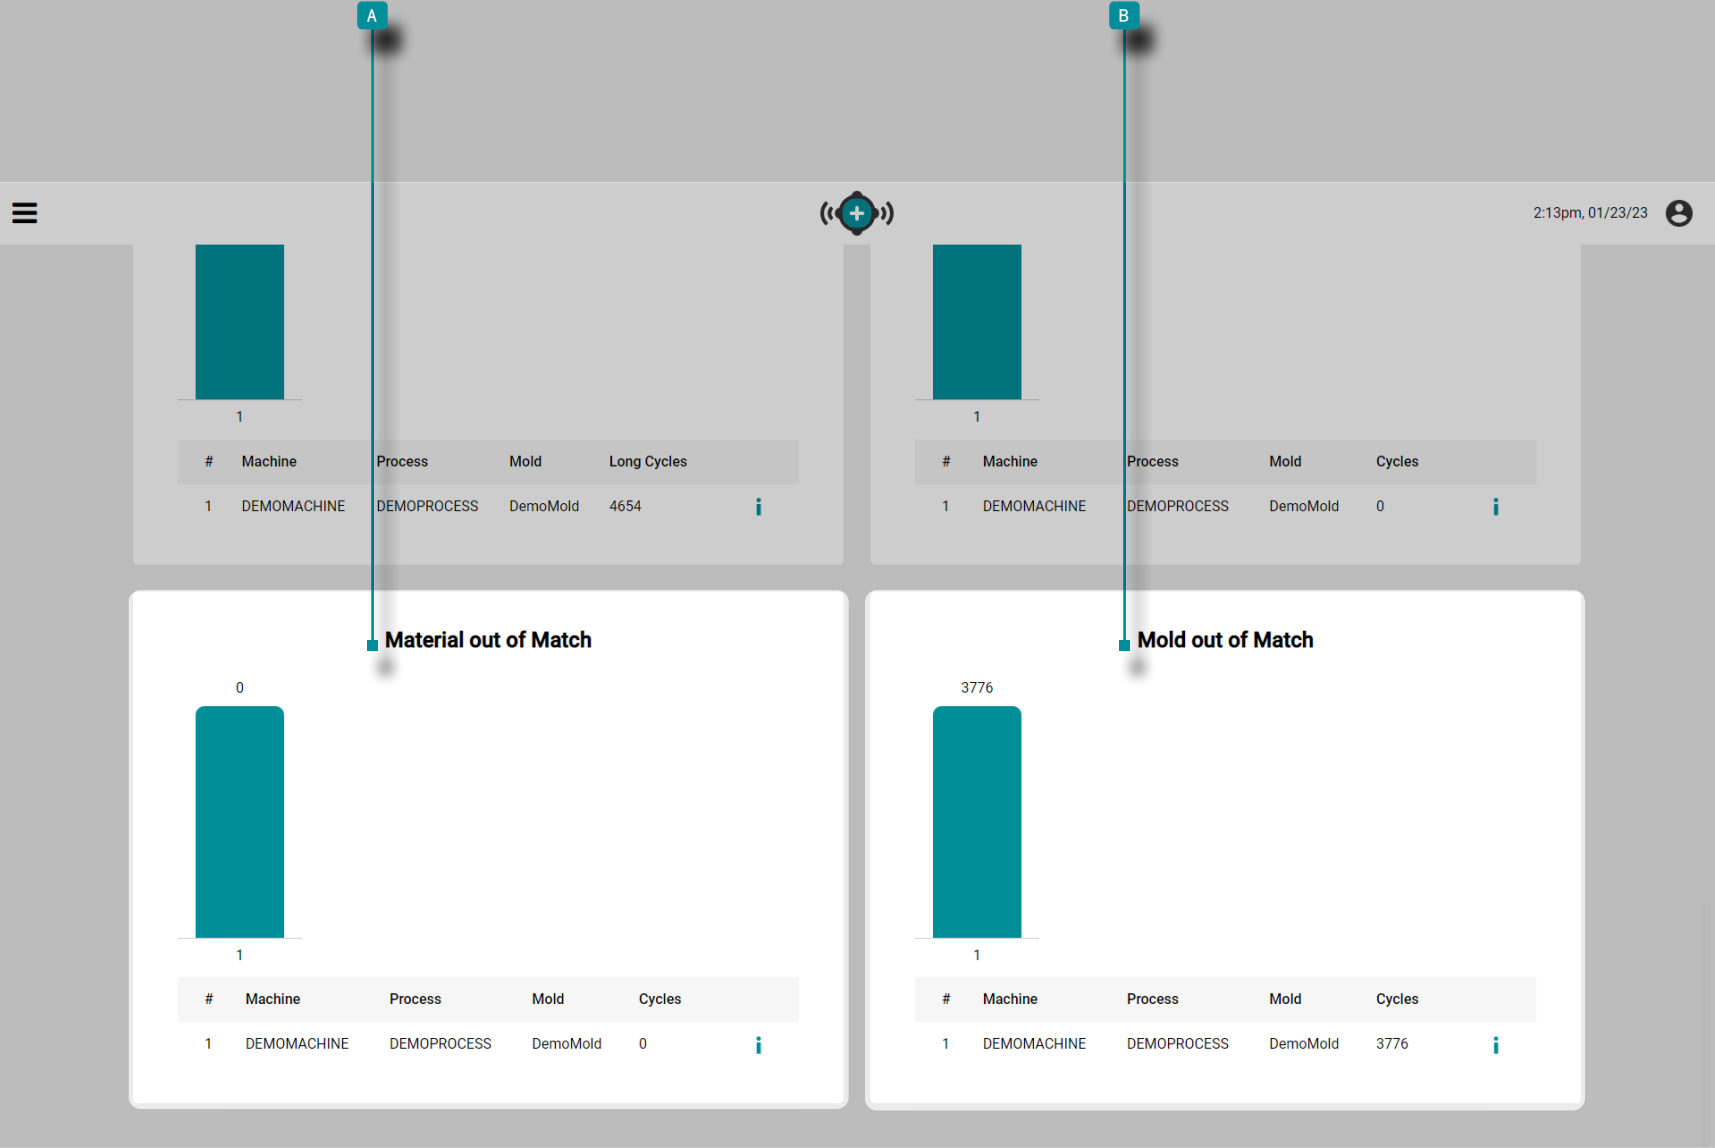 A
B
2:13pm, 01/23/23
1
# Machine Process Mold Long Cycles
1 DEMOMACHINE DEMOPROCESS DemoMold 4654
1
# Machine Process Mold Cycles
1 DEMOMACHINE DEMOPROCESS DemoMold 0
Material out of Match
0
1
# Machine Process Mold Cycles
1 DEMOMACHINE DEMOPROCESS DemoMold 0
Mold out of Match
3776
1
# Machine Process Mold Cycles
1 DEMOMACHINE DEMOPROCESS DemoMold 3776